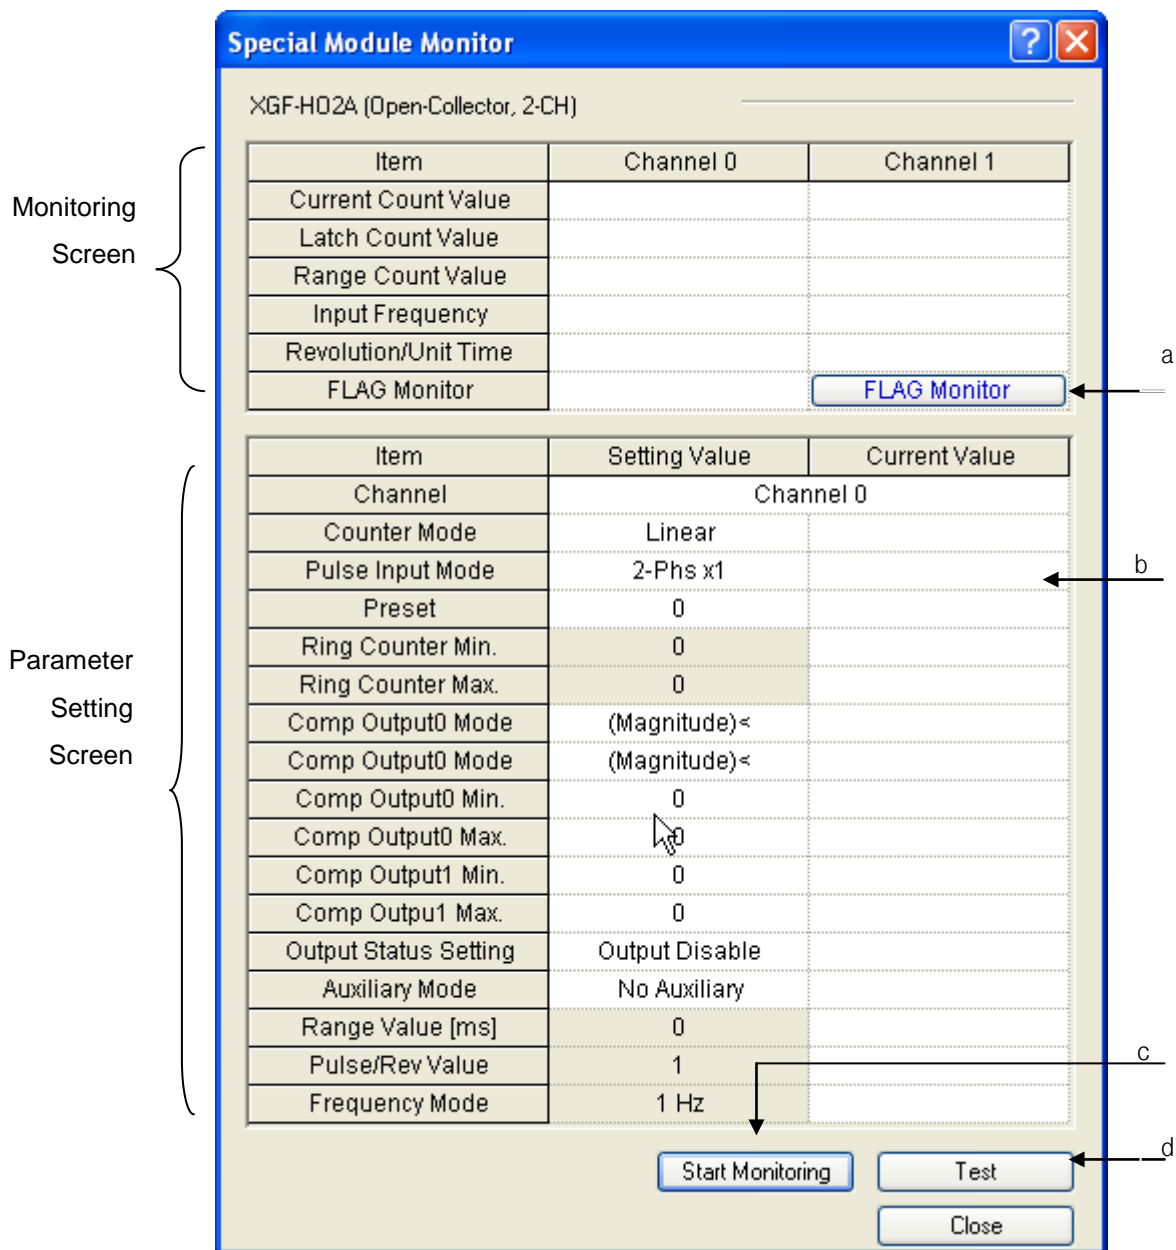 Special Module Monitor
XGF-HO2A (Open-Collector, 2-CH)
Monitoring
Screen
Item Channel 0 Channel 1
Current Count Value
Latch Count Value
Range Count Value
Input Frequency
Revolution/Unit Time
FLAG Monitor FLAG Monitor
a
Parameter
Setting
Screen
Item Setting Value Current Value
Channel Channel 0
Counter Mode Linear
Pulse Input Mode 2-Phs x1
b
Preset 0
Ring Counter Min. 0
Ring Counter Max. 0
Comp Output0 Mode (Magnitude)<
Comp Output0 Mode (Magnitude)<
Comp Output0 Min. 0
Comp Output0 Max. 0
Comp Output1 Min. 0
Comp Outpu1 Max. 0
Output Status Setting Output Disable
Auxiliary Mode No Auxiliary
Range Value [ms] 0
Pulse/Rev Value 1
c
Frequency Mode 1 Hz
Start Monitoring Test
d
Close